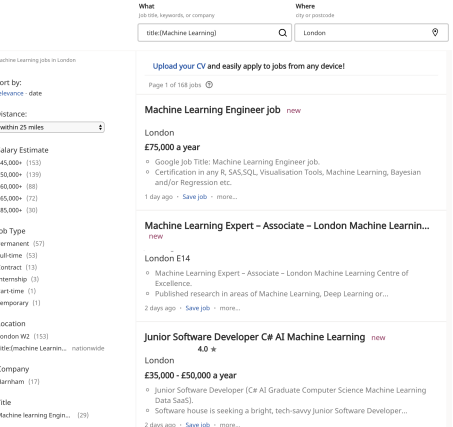 What
Where
Job title, keywords, or company
city or postcode
title:(Machine Learning)
London
achine Learning jobs in London
Upload your CV and easily apply to jobs from any device!
Page 1 of 168 jobs
ort by:
elevance - date
istance:
within 25 miles
alary Estimate
45,000+ (153)
50,000+ (139)
60,000+ (88)
65,000+ (72)
85,000+ (30)
ob Type
ermanent (57)
ull-time (53)
ontract (13)
nternship (3)
art-time (1)
emporary (1)
ocation
ondon W2 (153)
itle:(machine Learnin... nationwide
ompany
arnham (17)
itle
achine learning Engin... (29)
Machine Learning Engineer job new
London
£75,000 a year
Google Job Title: Machine Learning Engineer job.
Certification in any R, SAS,SQL, Visualisation Tools, Machine Learning, Bayesian
and/or Regression etc.
1 day ago - Save job - more...
Machine Learning Expert – Associate – London Machine Learnin...
new
London E14
Machine Learning Expert – Associate – London Machine Learning Centre of
Excellence.
Published research in areas of Machine Learning, Deep Learning or...
2 days ago - Save job - more...
Junior Software Developer C# AI Machine Learning new
4.0 ★
London
£35,000 - £50,000 a year
Junior Software Developer (C# AI Graduate Computer Science Machine Learning
Data SaaS).
Software house is seeking a bright, tech-savvy Junior Software Developer...
2 days ago - Save job - more...